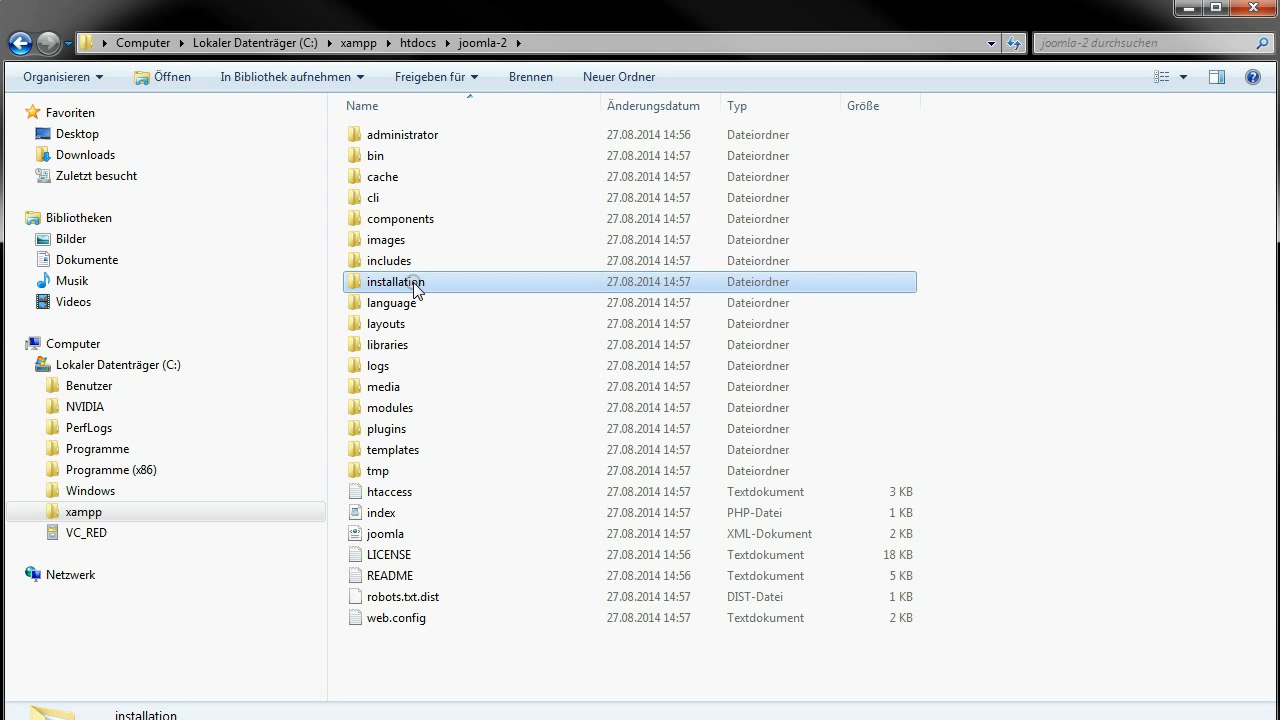 Computer Lokaler Datenträger (C:) xampp htdocs joomla-2 joomla-2 durchsuchen
Organisieren Öffnen In Bibliothek aufnehmen Freigeben für Brennen Neuer Ordner
Favoriten
Desktop
Downloads
Zuletzt besucht
Bibliotheken
Bilder
Dokumente
Musik
Videos
Computer
Lokaler Datenträger (C:)
Benutzer
NVIDIA
PerfLogs
Programme
Programme (x86)
Windows
xampp
VC_RED
Netzwerk
Name Änderungsdatum Typ Größe
administrator 27.08.2014 14:56 Dateiordner
bin 27.08.2014 14:57 Dateiordner
cache 27.08.2014 14:57 Dateiordner
cli 27.08.2014 14:57 Dateiordner
components 27.08.2014 14:57 Dateiordner
images 27.08.2014 14:57 Dateiordner
includes 27.08.2014 14:57 Dateiordner
installation 27.08.2014 14:57 Dateiordner
language 27.08.2014 14:57 Dateiordner
layouts 27.08.2014 14:57 Dateiordner
libraries 27.08.2014 14:57 Dateiordner
logs 27.08.2014 14:57 Dateiordner
media 27.08.2014 14:57 Dateiordner
modules 27.08.2014 14:57 Dateiordner
plugins 27.08.2014 14:57 Dateiordner
templates 27.08.2014 14:57 Dateiordner
tmp 27.08.2014 14:57 Dateiordner
htaccess 27.08.2014 14:57 Textdokument 3 KB
index 27.08.2014 14:57 PHP-Datei 1 KB
joomla 27.08.2014 14:57 XML-Dokument 2 KB
LICENSE 27.08.2014 14:56 Textdokument 18 KB
README 27.08.2014 14:56 Textdokument 5 KB
robots.txt.dist 27.08.2014 14:57 DIST-Datei 1 KB
web.config 27.08.2014 14:57 Textdokument 2 KB
installation